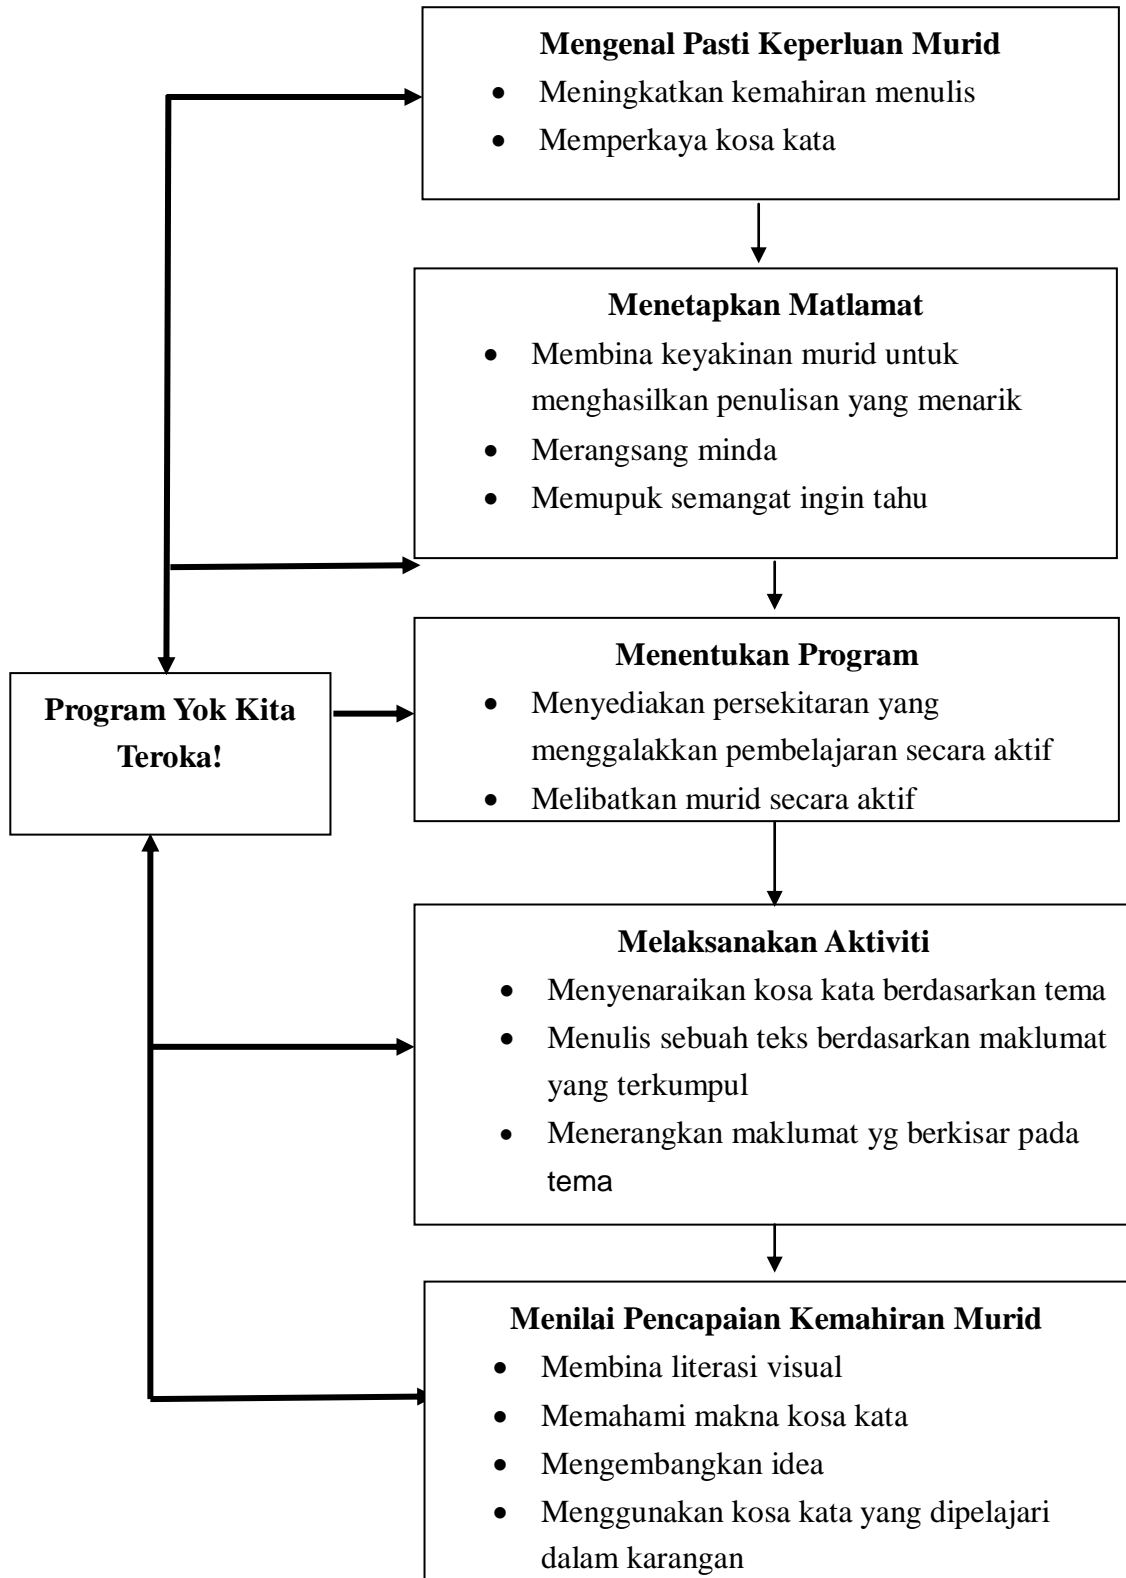 Mengenal Pasti Keperluan Murid
• Meningkatkan kemahiran menulis
• Memperkaya kosa kata
Menetapkan Matlamat
• Membina keyakinan murid untuk
menghasilkan penulisan yang menarik
• Merangsang minda
• Memupuk semangat ingin tahu
Program Yok Kita
Teroka!
Menentukan Program
• Menyediakan persekitaran yang
menggalakkan pembelajaran secara aktif
• Melibatkan murid secara aktif
Melaksanakan Aktiviti
• Menyenaraikan kosa kata berdasarkan tema
• Menulis sebuah teks berdasarkan maklumat
yang terkumpul
• Menerangkan maklumat yg berkisar pada
tema
Menilai Pencapaian Kemahiran Murid
• Membina literasi visual
• Memahami makna kosa kata
• Mengembangkan idea
• Menggunakan kosa kata yang dipelajari
dalam karangan